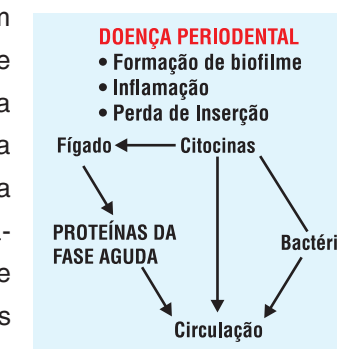 m
e
a
a
a
-
e
s
DOENÇA PERIODENTAL
• Formação de biofilme
• Inflamação
• Perda de Inserção
Fígado Citocinas
PROTEÍNAS DA
FASE AGUDA
Bactéri
Circulação